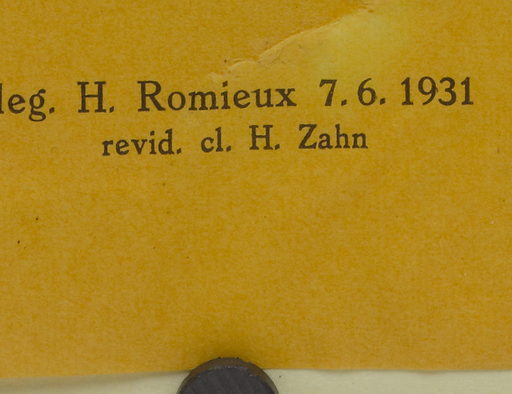 leg. H. Romieux 7. 6. 1931
revid. cl. H. Zahn